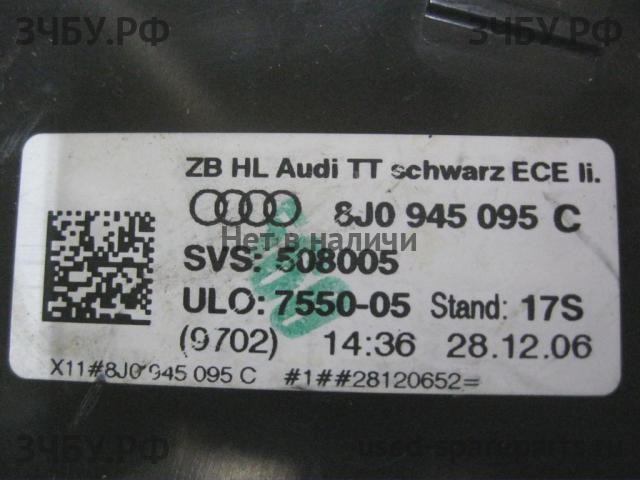 ЗЧБУ.РФ
ЗЧБУ.РФ
ZB HL Audi TT schwarz ECE li.
8J0 945 095 C
Нет в наличи
SVS: 508005
ULO: 7550-05 Stand: 17S
(9702) 14:36 28.12.06
X11#8J0 945 095 C #1##28120652=
ЗЧБУ.РФ
used-spareparts.ru